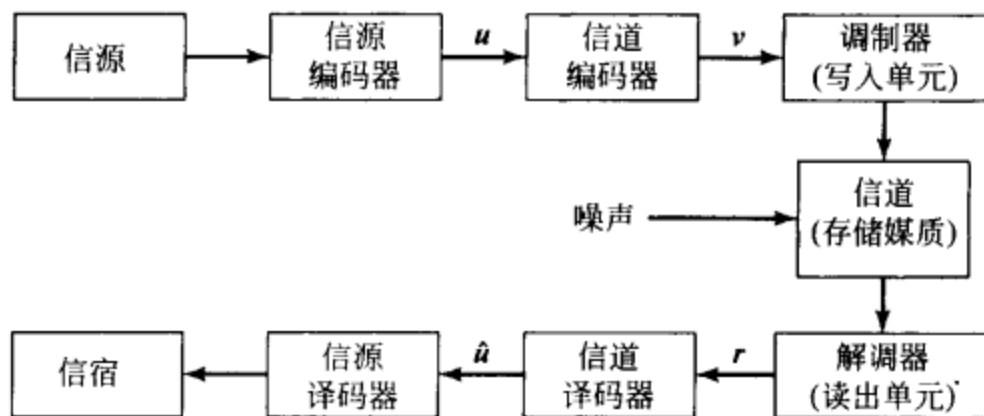 信源
信源
编码器
u
信道
编码器
v
调制器
(写入单元)
噪声
信道
(存储媒质)
信宿
信源
译码器
û
信道
译码器
r
解调器
(读出单元)